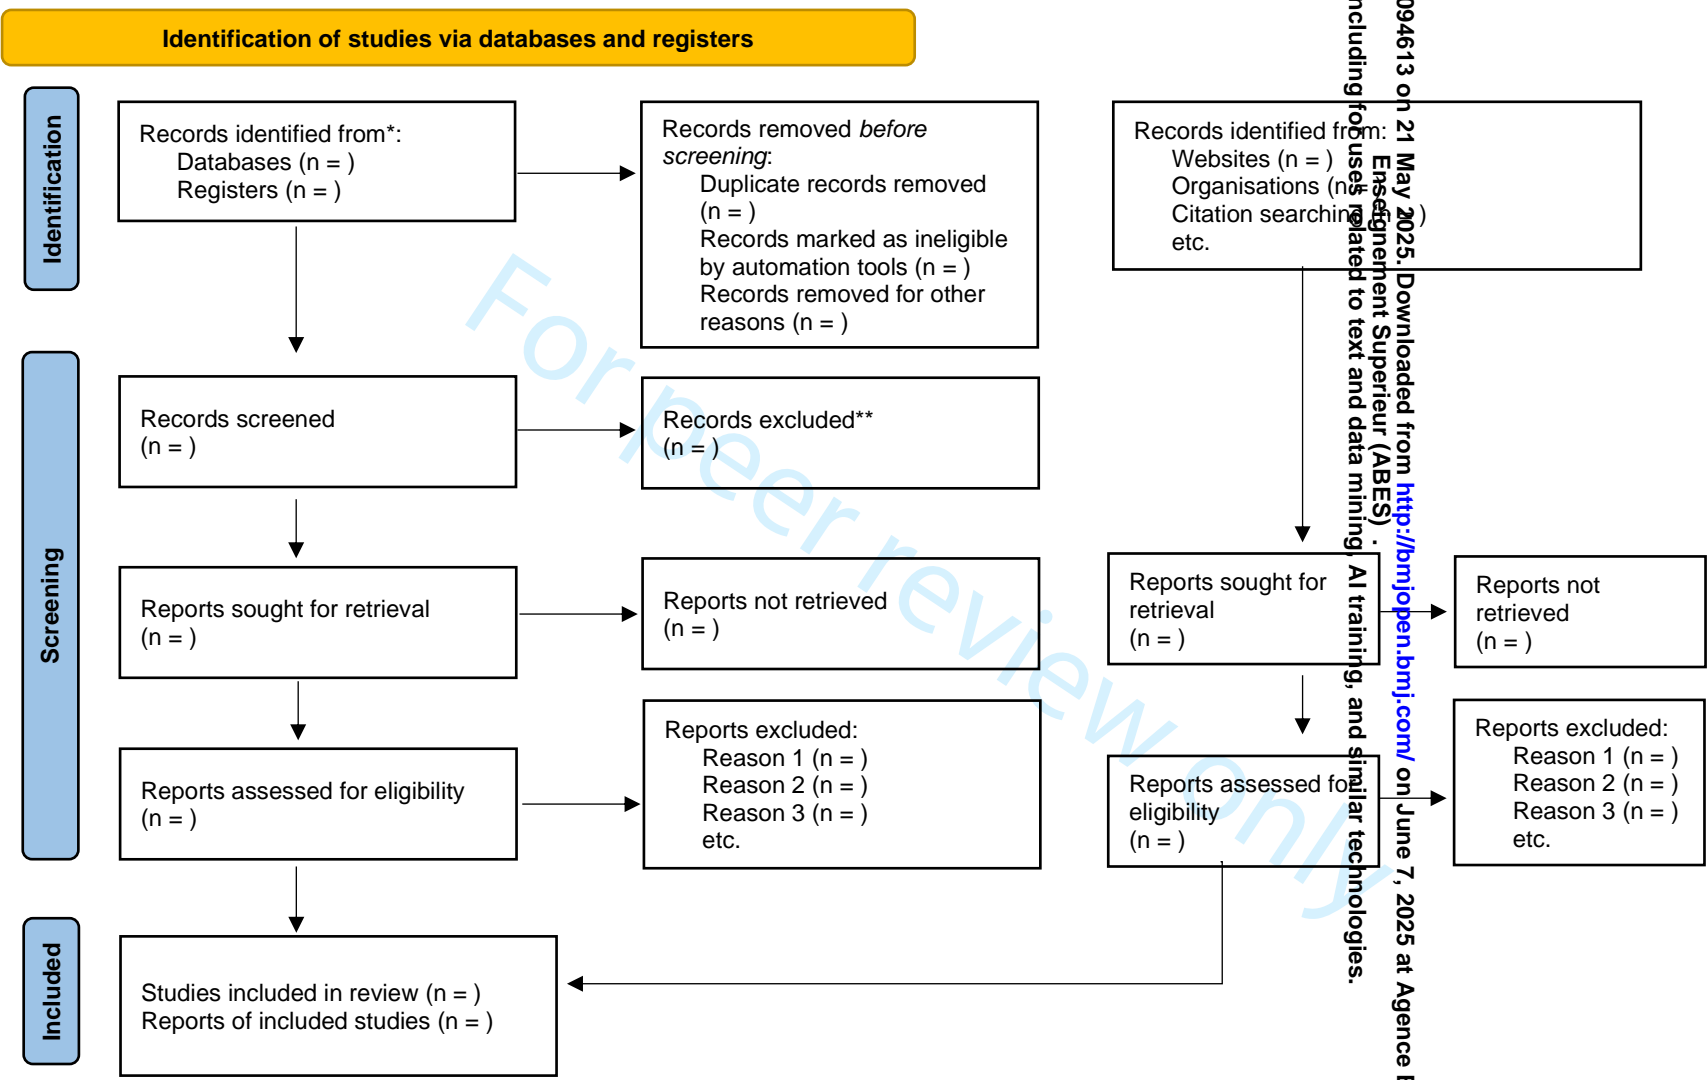 Identification of studies via databases and registers
Identification
Records identified from*:
Databases (n = )
Registers (n = )
Records removed before
screening:
Duplicate records removed
(n = )
Records marked as ineligible
by automation tools (n = )
Records removed for other
reasons (n = )
Records identified from:
Websites (n = )
Organisations (n = )
Citation searching (n = )
etc.
Screening
Records screened
(n = )
Records excluded**
(n = )
Reports sought for retrieval
(n = )
Reports not retrieved
(n = )
Reports sought for
retrieval
(n = )
Reports not
retrieved
(n = )
Reports assessed for eligibility
(n = )
Reports excluded:
Reason 1 (n = )
Reason 2 (n = )
Reason 3 (n = )
etc.
Reports assessed for
eligibility
(n = )
Reports excluded:
Reason 1 (n = )
Reason 2 (n = )
Reason 3 (n = )
etc.
Included
Studies included in review (n = )
Reports of included studies (n = )
For peer review only
094613 on 21 May 2025. Downloaded from http://bmjopen.bmj.com/ on June 7, 2025 at Agence
Enseignement Superieur (ABES) .
including for uses related to text and data mining, AI training, and similar technologies.